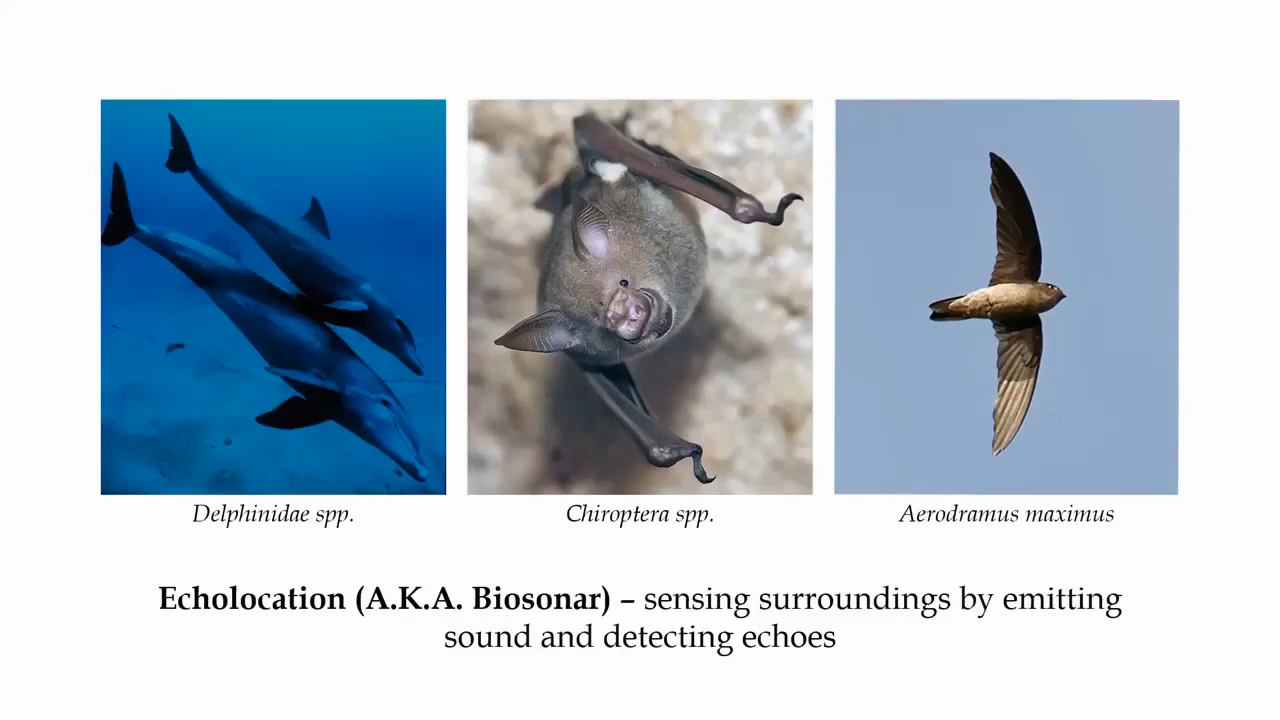 Delphinidae spp.
Chiroptera spp.
Aerodramus maximus
Echolocation (A.K.A. Biosonar) – sensing surroundings by emitting
sound and detecting echoes